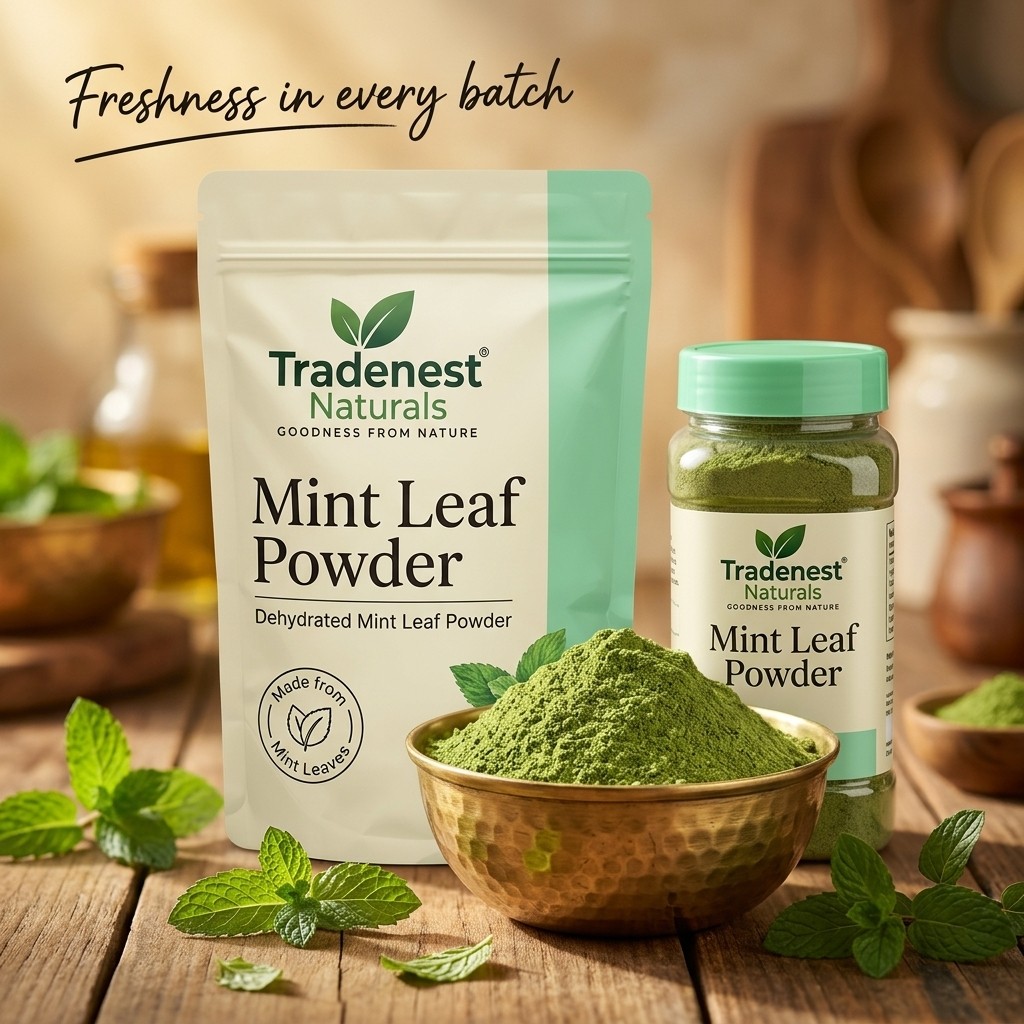 Freshness in every batch
Tradenest®
Naturals
GOODNESS FROM NATURE
Mint Leaf
Powder
Dehydrated Mint Leaf Powder
Made from
Mint Leaves
Tradenest®
Naturals
GOODNESS FROM NATURE
Mint Leaf
Powder